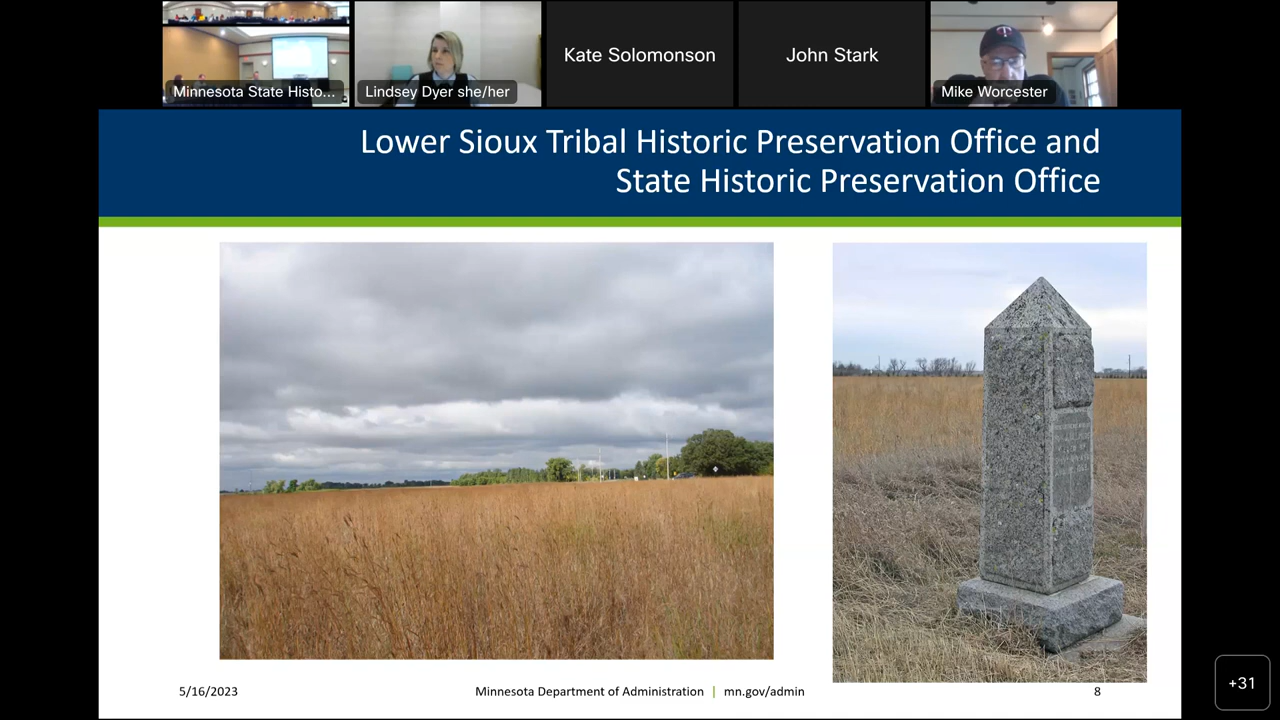 Minnesota State Histo...
Lindsey Dyer she/her
Kate Solomonson
John Stark
Mike Worcester
Lower Sioux Tribal Historic Preservation Office and
State Historic Preservation Office
5/16/2023
Minnesota Department of Administration | mn.gov/admin
8
+31